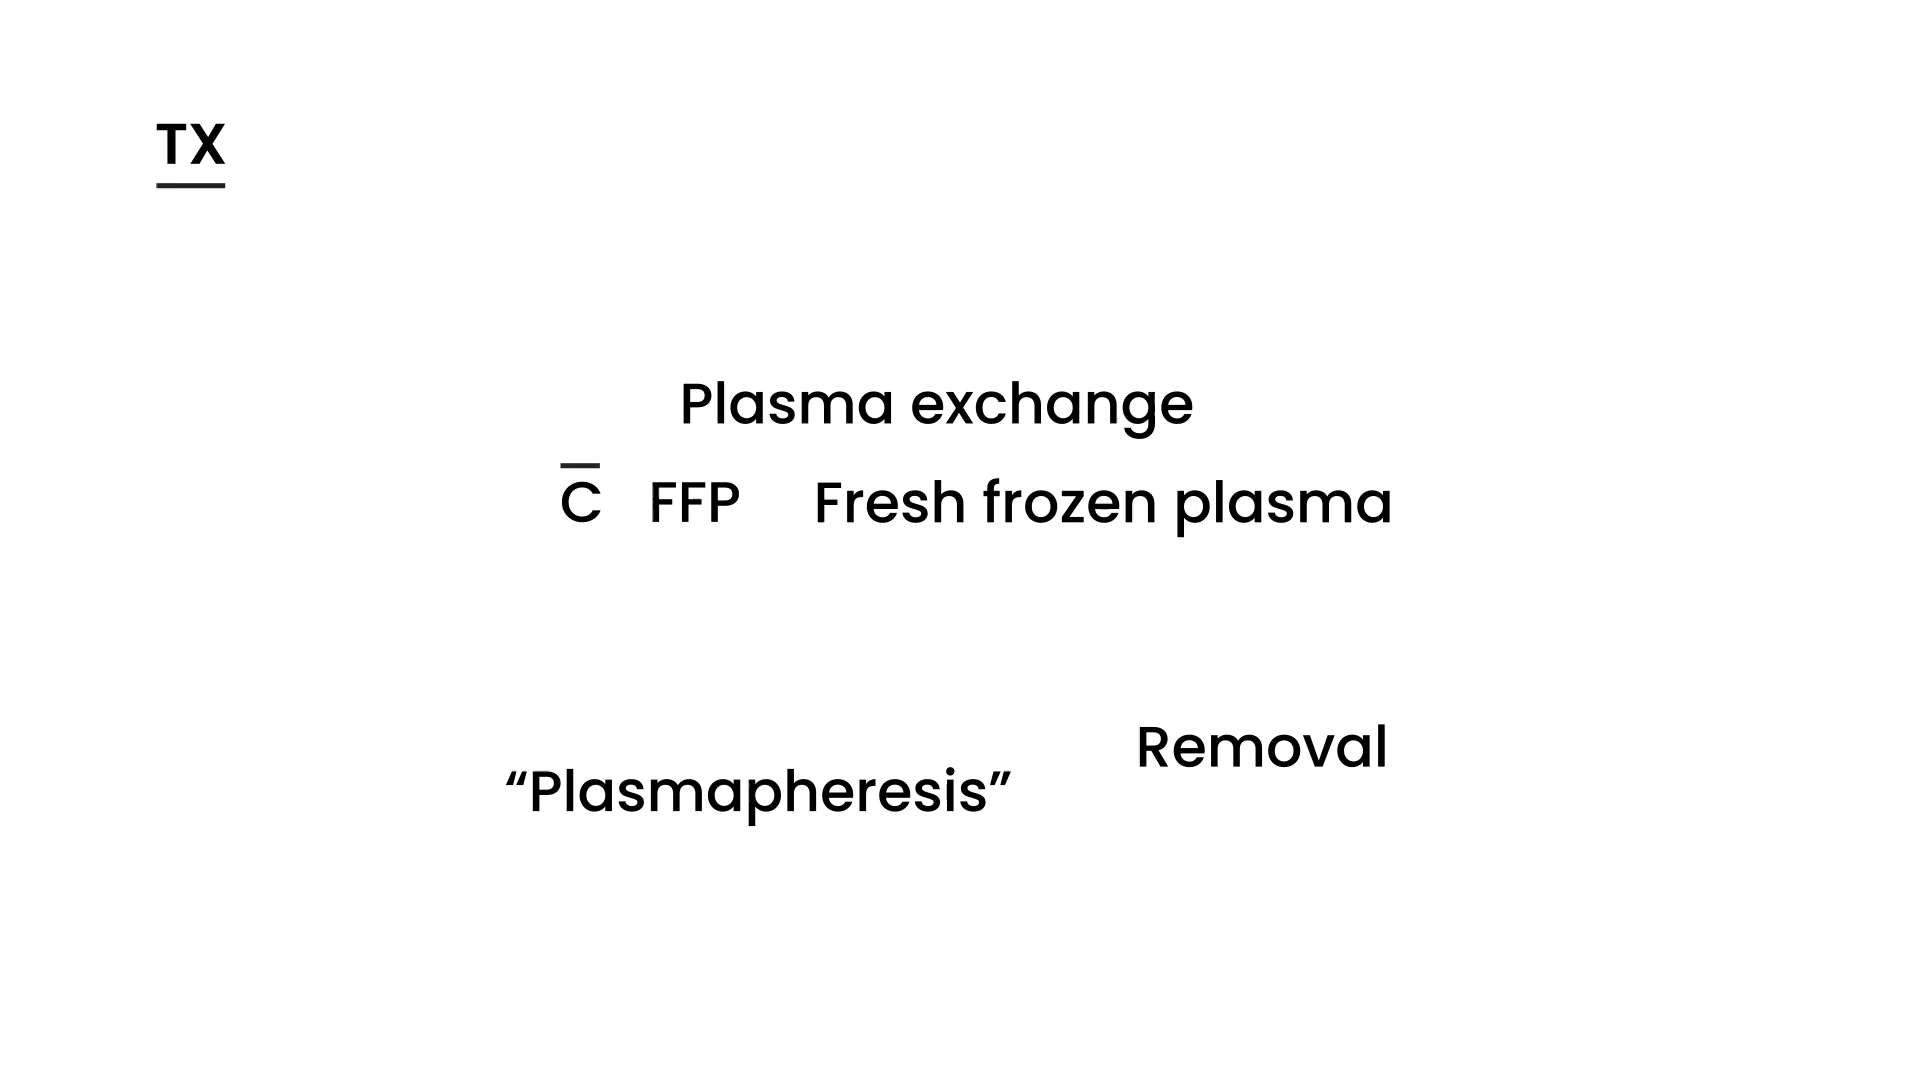 TX
Plasma exchange
C̅ FFP Fresh frozen plasma
Removal
“Plasmapheresis”